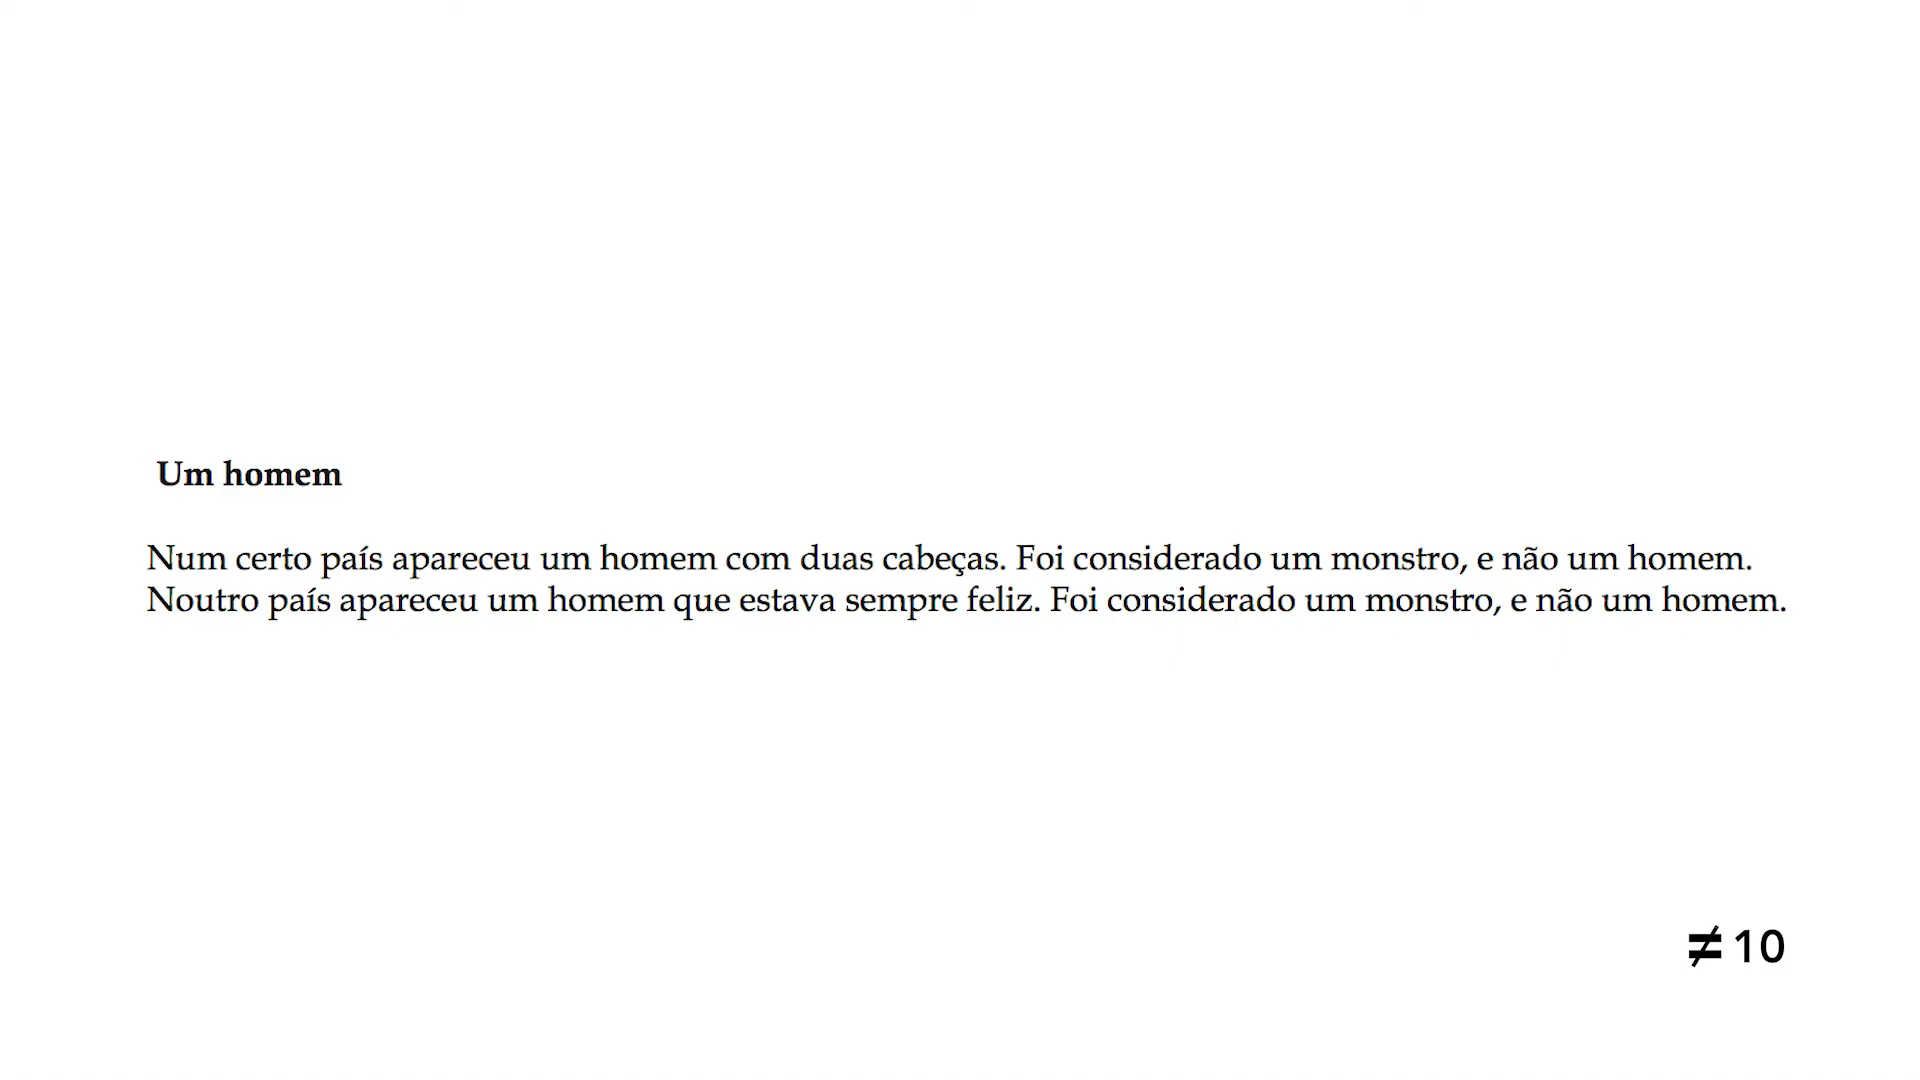 Um homem
Num certo país apareceu um homem com duas cabeças. Foi considerado um monstro, e não um homem.
Noutro país apareceu um homem que estava sempre feliz. Foi considerado um monstro, e não um homem.
≠ 10